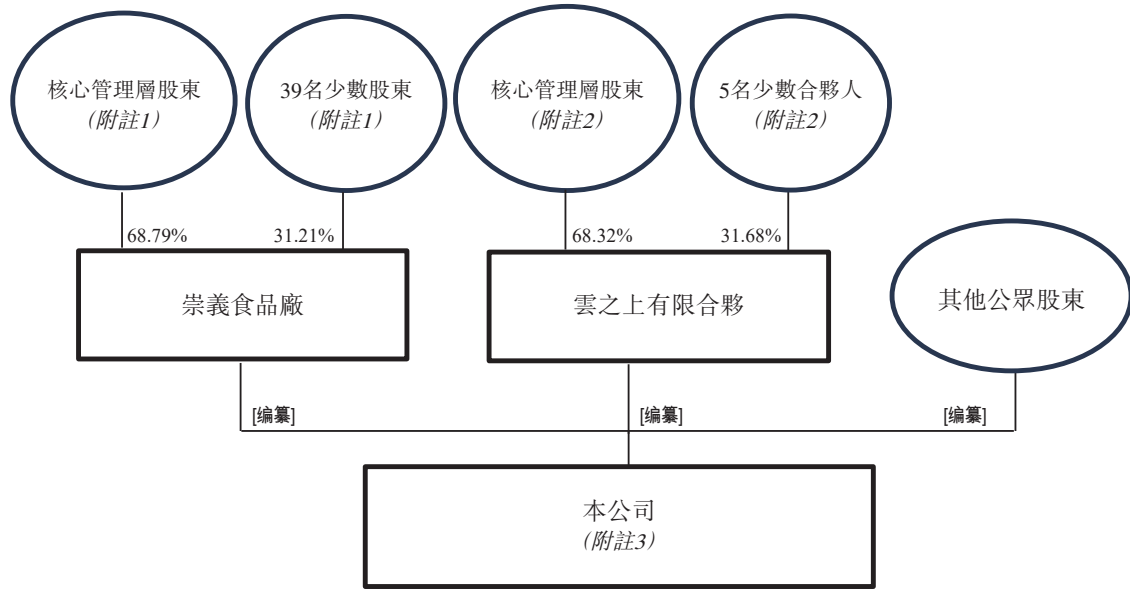 核心管理層股東
(附註1)
39名少數股東
(附註1)
核心管理層股東
(附註2)
5名少數合夥人
(附註2)
68.79%
31.21%
68.32%
31.68%
崇義食品廠
雲之上有限合夥
其他公眾股東
[编纂]
[编纂]
[编纂]
本公司
(附註3)